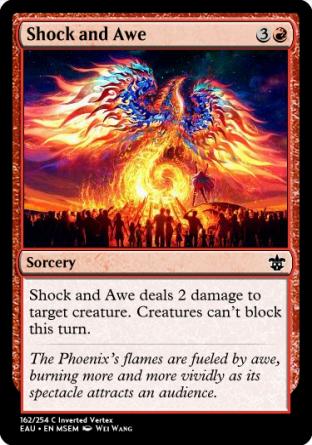 Shock and Awe 3
Sorcery
Shock and Awe deals 2 damage to
target creature. Creatures can't block
this turn.
The Phoenix's flames are fueled by awe,
burning more and more vividly as its
spectacle attracts an audience.
162/254 C Inverted Vertex
EAU • EN MSEM Wei Wang